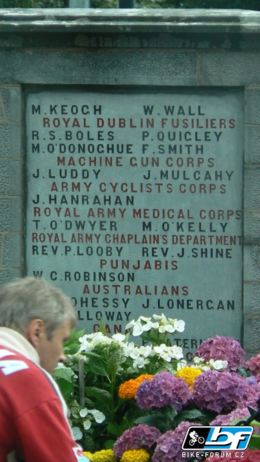 M. KEOGH W. WALL
ROYAL DUBLIN FUSILIERS
R.S. BOLES P. QUIGLEY
M. O'DONOGHUE F. SMITH
MACHINE GUN CORPS
J. LUDDY J. MULCAHY
ARMY CYCLISTS CORPS
J. HANRAHAN
ROYAL ARMY MEDICAL CORPS
T. O'DWYER M. O'KELLY
ROYAL ARMY CHAPLAIN'S DEPARTMENT
REV. P. LOOBY REV. J. SHINE
PUNJABIS
W.G. ROBINSON
AUSTRALIANS
J. LONERGAN
bf
BIKE-FORUM.CZ